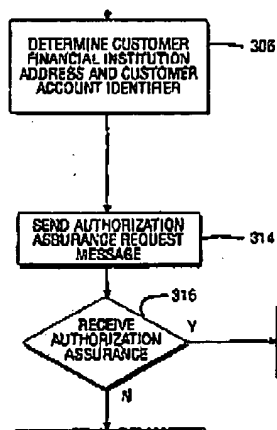 DETERMINE CUSTOMER
FINANCIAL INSTITUTION
ADDRESS AND CUSTOMER
ACCOUNT IDENTIFIER
306
SEND AUTHORIZATION
ASSURANCE REQUEST
MESSAGE
314
316
RECEIVE
AUTHORIZATION
ASSURANCE
Y
N